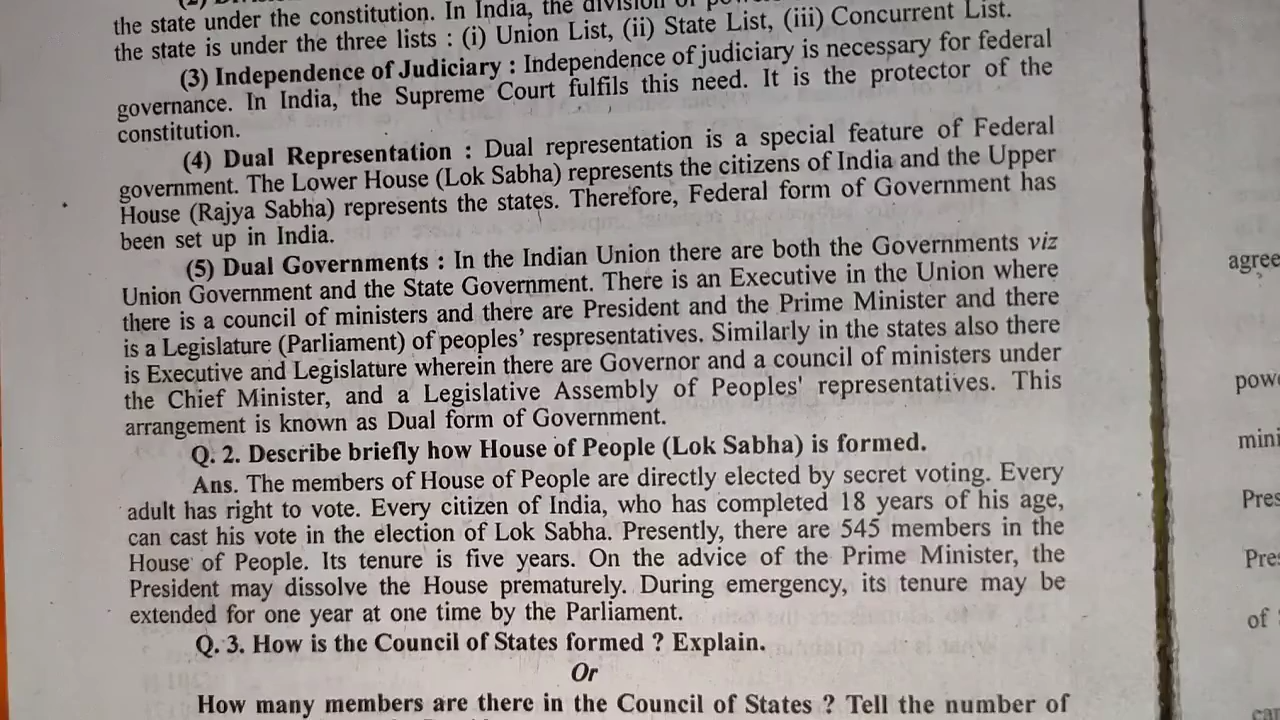 the state under the constitution. In India, the division of
the state is under the three lists : (i) Union List, (ii) State List, (iii) Concurrent List.
(3) Independence of Judiciary : Independence of judiciary is necessary for federal
governance. In India, the Supreme Court fulfils this need. It is the protector of the
constitution.
(4) Dual Representation : Dual representation is a special feature of Federal
government. The Lower House (Lok Sabha) represents the citizens of India and the Upper
House (Rajya Sabha) represents the states. Therefore, Federal form of Government has
been set up in India.
(5) Dual Governments : In the Indian Union there are both the Governments viz
Union Government and the State Government. There is an Executive in the Union where
there is a council of ministers and there are President and the Prime Minister and there
is a Legislature (Parliament) of peoples' respresentatives. Similarly in the states also there
is Executive and Legislature wherein there are Governor and a council of ministers under
the Chief Minister, and a Legislative Assembly of Peoples' representatives. This
arrangement is known as Dual form of Government.
Q. 2. Describe briefly how House of People (Lok Sabha) is formed.
Ans. The members of House of People are directly elected by secret voting. Every
adult has right to vote. Every citizen of India, who has completed 18 years of his age,
can cast his vote in the election of Lok Sabha. Presently, there are 545 members in the
House of People. Its tenure is five years. On the advice of the Prime Minister, the
President may dissolve the House prematurely. During emergency, its tenure may be
extended for one year at one time by the Parliament.
Q. 3. How is the Council of States formed ? Explain.
Or
How many members are there in the Council of States ? Tell the number of
agree
powe
mini
Pres
Pres
of